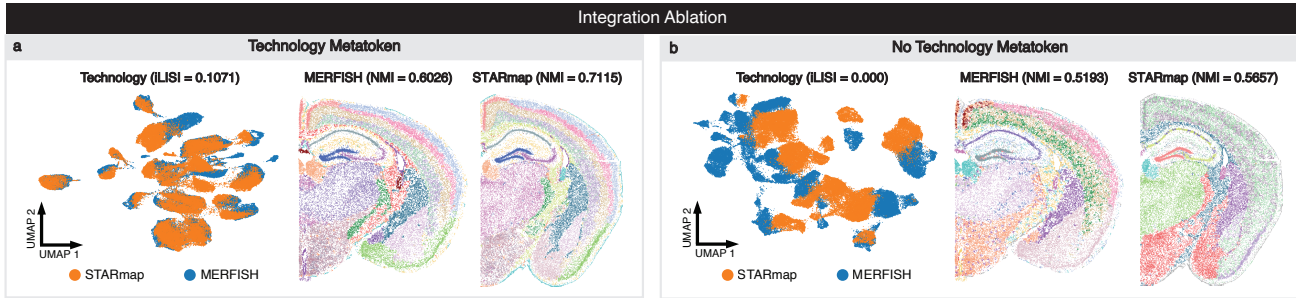 Integration Ablation
a
Technology Metatoken
Technology (iLISI = 0.1071)
MERFISH (NMI = 0.6026)
STARmap (NMI = 0.7115)
UMAP 2
UMAP 1
STARmap
MERFISH
b
No Technology Metatoken
Technology (iLISI = 0.000)
MERFISH (NMI = 0.5193)
STARmap (NMI = 0.5657)
UMAP 2
UMAP 1
STARmap
MERFISH